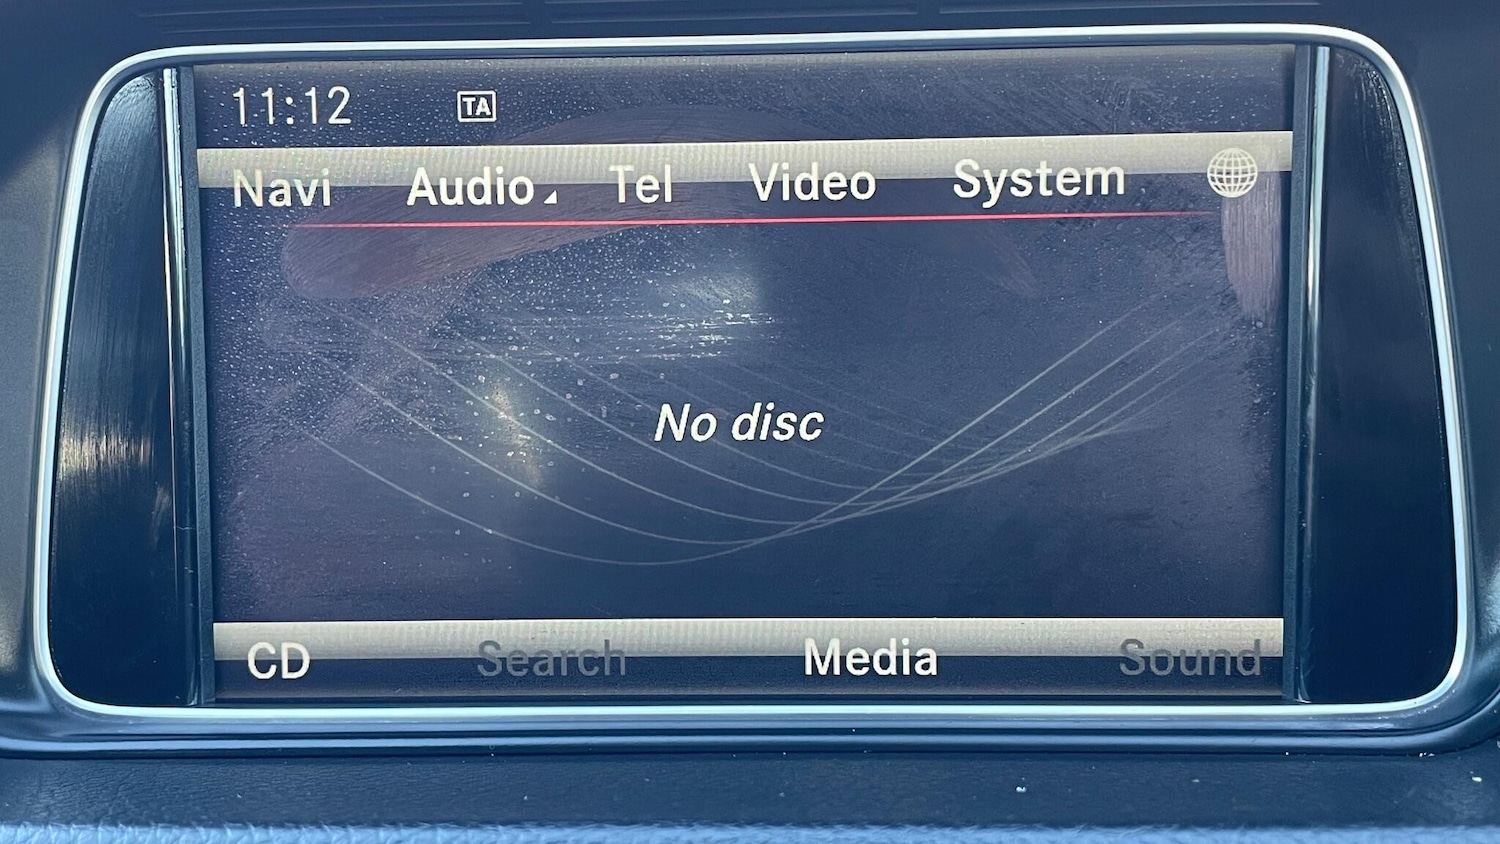 11:12 TA
Navi Audio Tel Video System
No disc
CD Search Media Sound